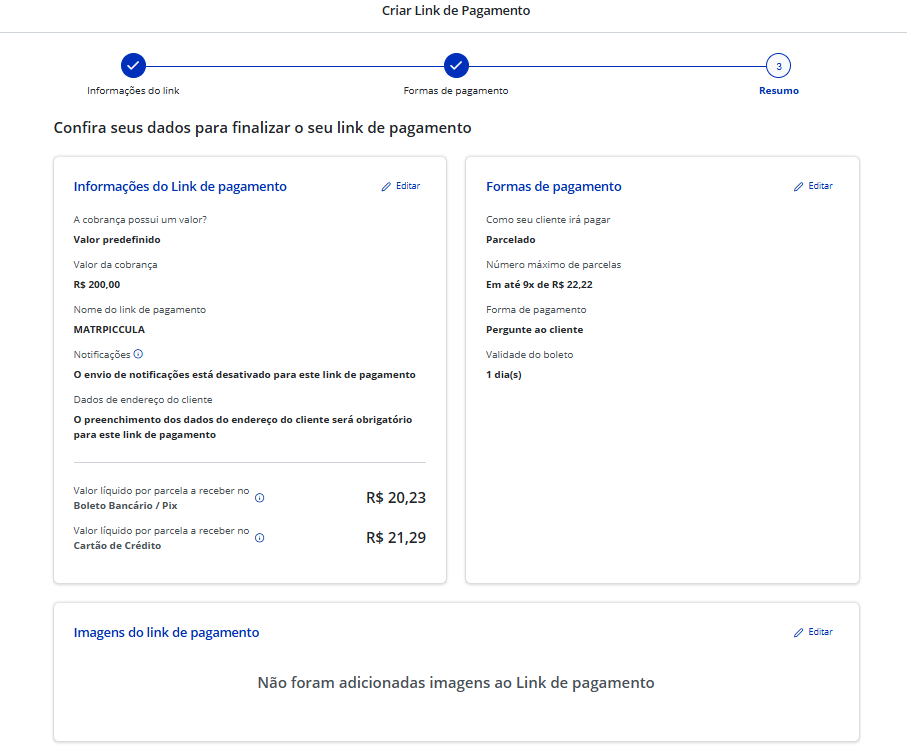 Criar Link de Pagamento
3
Informações do link
Formas de pagamento
Resumo
Confira seus dados para finalizar o seu link de pagamento
Informações do Link de pagamento
Editar
A cobrança possui um valor?
Valor predefinido
Valor da cobrança
R$ 200,00
Nome do link de pagamento
MATRPICCULA
Notificações
O envio de notificações está desativado para este link de pagamento
Dados de endereço do cliente
O preenchimento dos dados do endereço do cliente será obrigatório
para este link de pagamento
Valor líquido por parcela a receber no
Boleto Bancário / Pix
R$ 20,23
Valor líquido por parcela a receber no
Cartão de Crédito
R$ 21,29
Formas de pagamento
Editar
Como seu cliente irá pagar
Parcelado
Número máximo de parcelas
Em até 9x de R$ 22,22
Forma de pagamento
Pergunte ao cliente
Validade do boleto
1 dia(s)
Imagens do link de pagamento
Editar
Não foram adicionadas imagens ao Link de pagamento